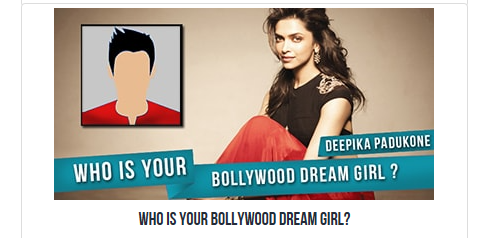 DEEPIKA PADUKONE
WHO IS YOUR
BOLLYWOOD DREAM GIRL ?
WHO IS YOUR BOLLYWOOD DREAM GIRL?